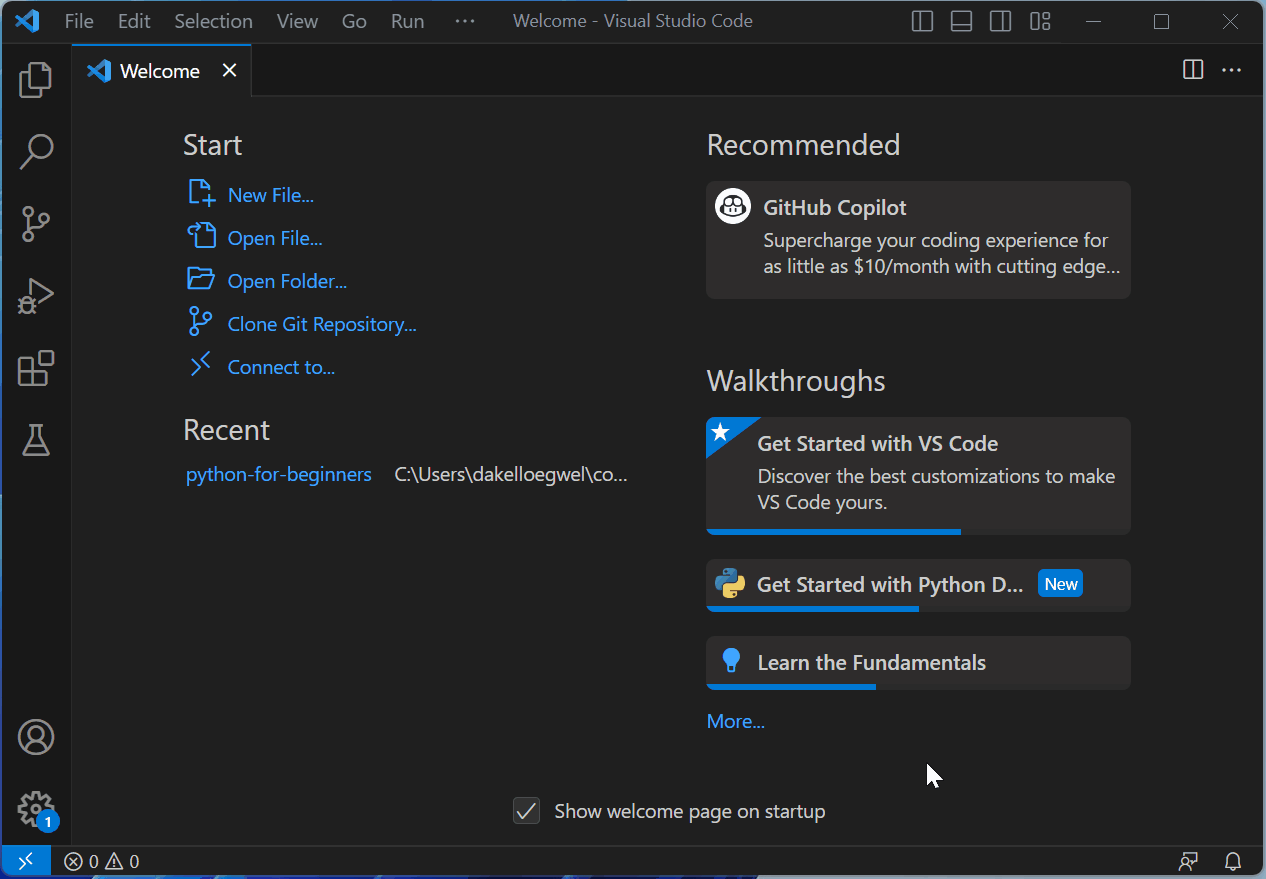 File Edit Selection View Go Run ··· Welcome - Visual Studio Code
Welcome
Start
New File...
Open File...
Open Folder...
Clone Git Repository...
Connect to...
Recent
python-for-beginners C:\Users\dakelloegwel\co...
Recommended
GitHub Copilot
Supercharge your coding experience for
as little as $10/month with cutting edge...
Walkthroughs
Get Started with VS Code
Discover the best customizations to make
VS Code yours.
Get Started with Python D... New
Learn the Fundamentals
More...
Show welcome page on startup
1
0 0